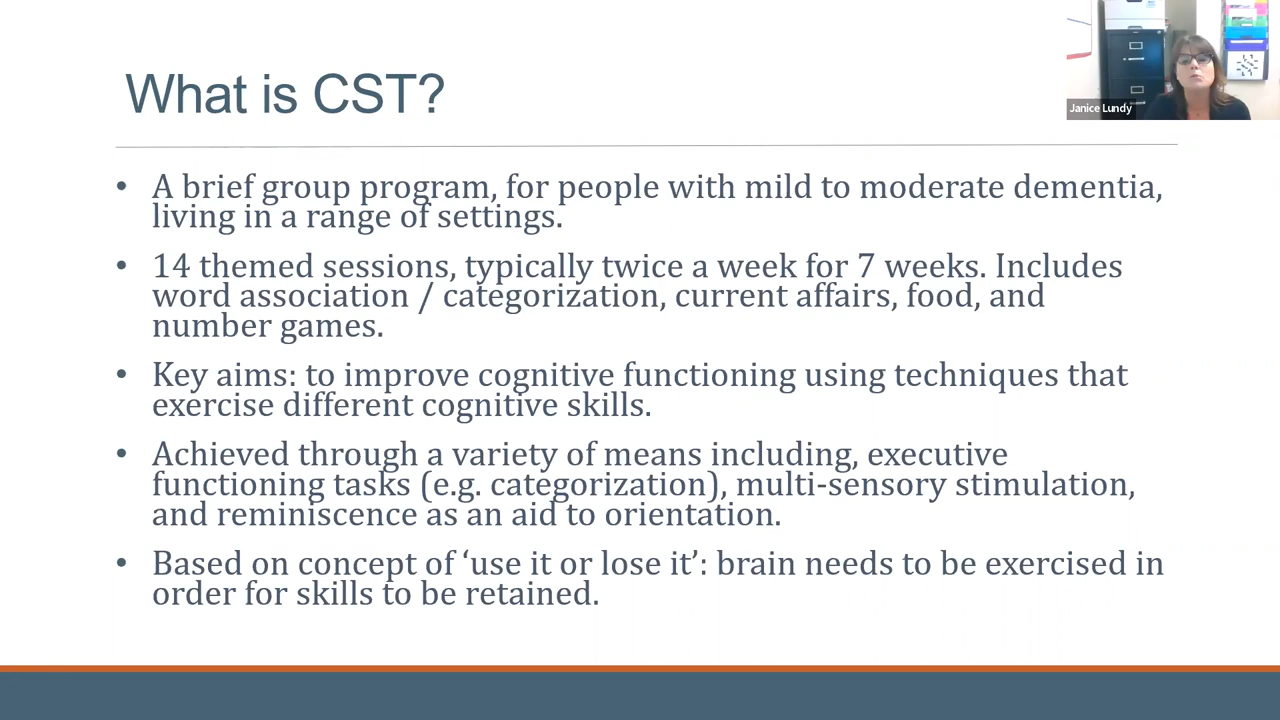 What is CST?
Janice Lundy
• A brief group program, for people with mild to moderate dementia,
living in a range of settings.
• 14 themed sessions, typically twice a week for 7 weeks. Includes
word association / categorization, current affairs, food, and
number games.
• Key aims: to improve cognitive functioning using techniques that
exercise different cognitive skills.
• Achieved through a variety of means including, executive
functioning tasks (e.g. categorization), multi-sensory stimulation,
and reminiscence as an aid to orientation.
• Based on concept of ‘use it or lose it’: brain needs to be exercised in
order for skills to be retained.